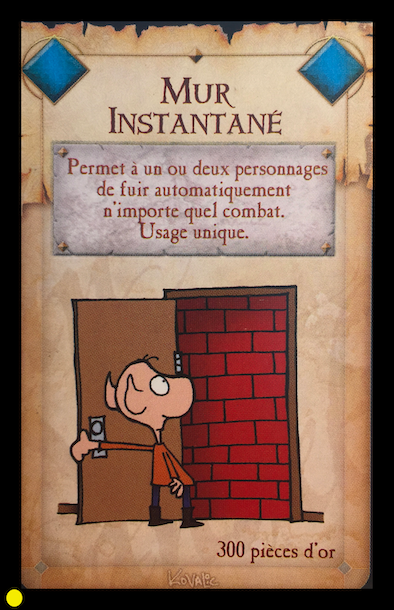 Mur
Instantané
Permet à un ou deux personnages
de fuir automatiquement
n'importe quel combat.
Usage unique.
300 pièces d'or
Kovalic